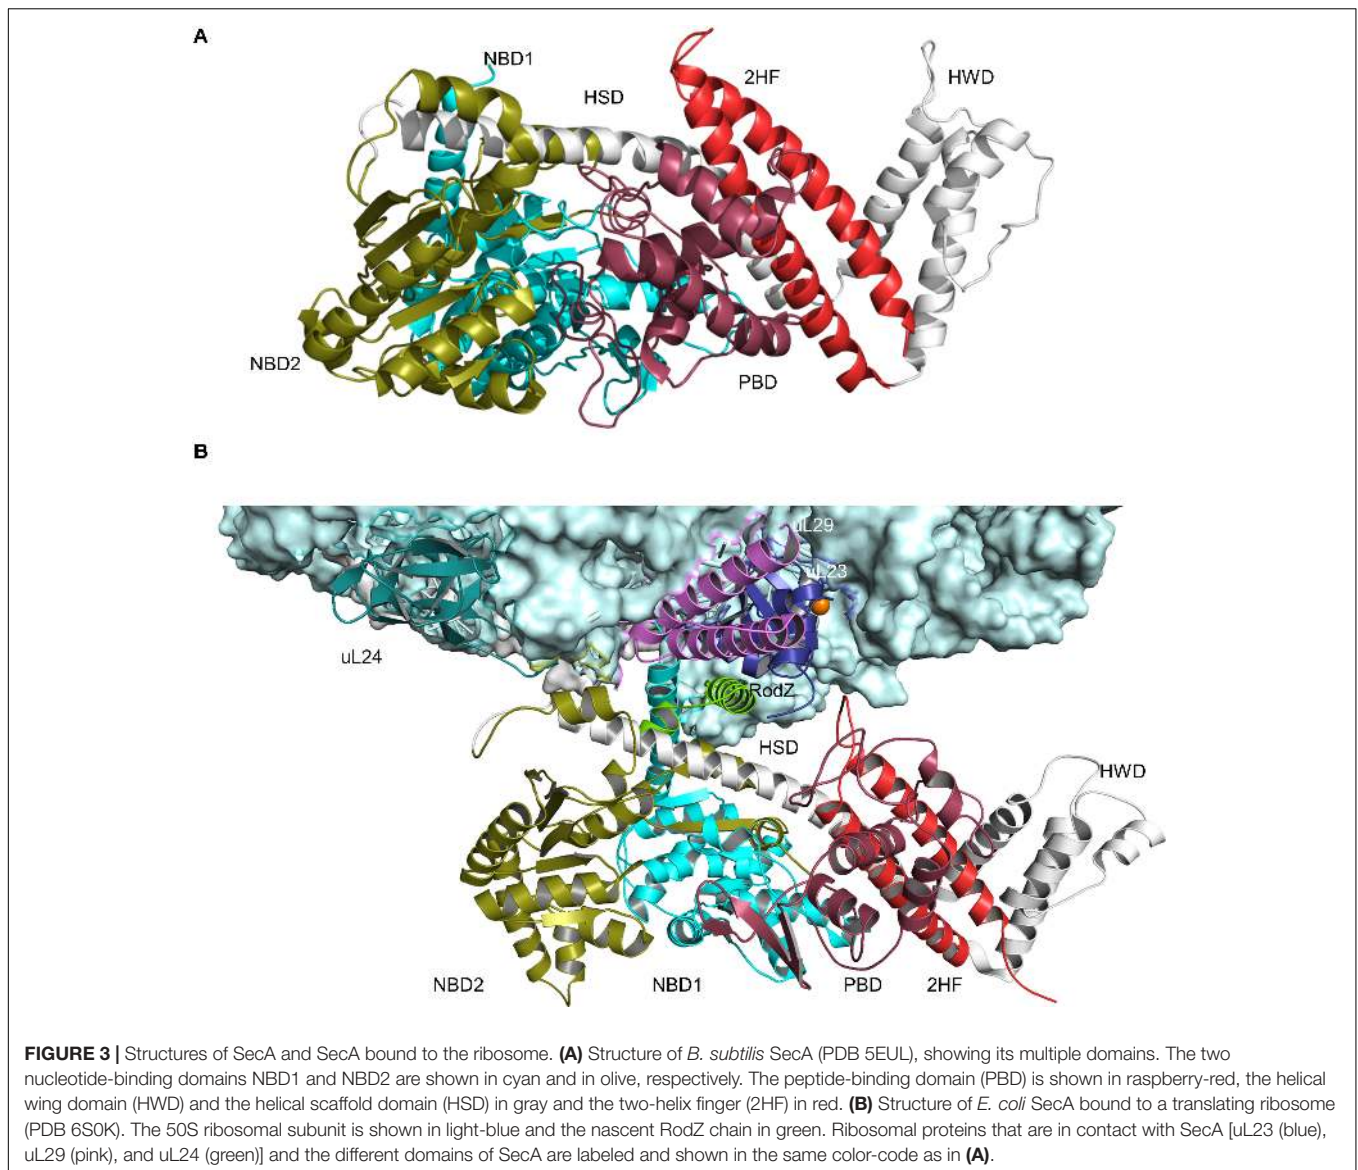 A
NBD1
HSD
2HF
HWD
NBD2
PBD
B
uL29
uL23
uL24
RodZ
HSD
HWD
NBD2
NBD1
PBD
2HF
FIGURE 3 | Structures of SecA and SecA bound to the ribosome. (A) Structure of B. subtilis SecA (PDB 5EUL), showing its multiple domains. The two
nucleotide-binding domains NBD1 and NBD2 are shown in cyan and in olive, respectively. The peptide-binding domain (PBD) is shown in raspberry-red, the helical
wing domain (HWD) and the helical scaffold domain (HSD) in gray and the two-helix finger (2HF) in red. (B) Structure of E. coli SecA bound to a translating ribosome
(PDB 6S0K). The 50S ribosomal subunit is shown in light-blue and the nascent RodZ chain in green. Ribosomal proteins that are in contact with SecA [uL23 (blue),
uL29 (pink), and uL24 (green)] and the different domains of SecA are labeled and shown in the same color-code as in (A).